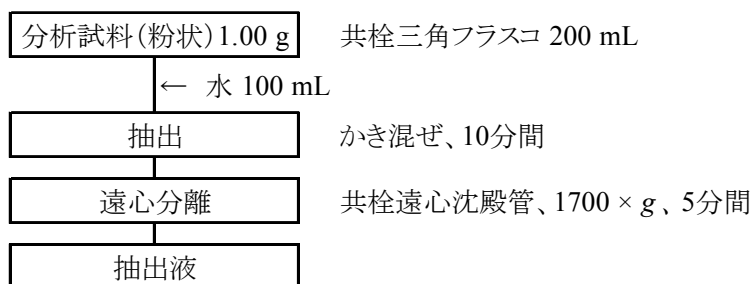 分析試料(粉状)1.00 g 共栓三角フラスコ 200 mL
← 水 100 mL
抽出 かき混ぜ、10分間
遠心分離 共栓遠心沈殿管、1700 × g 、5分間
抽出液